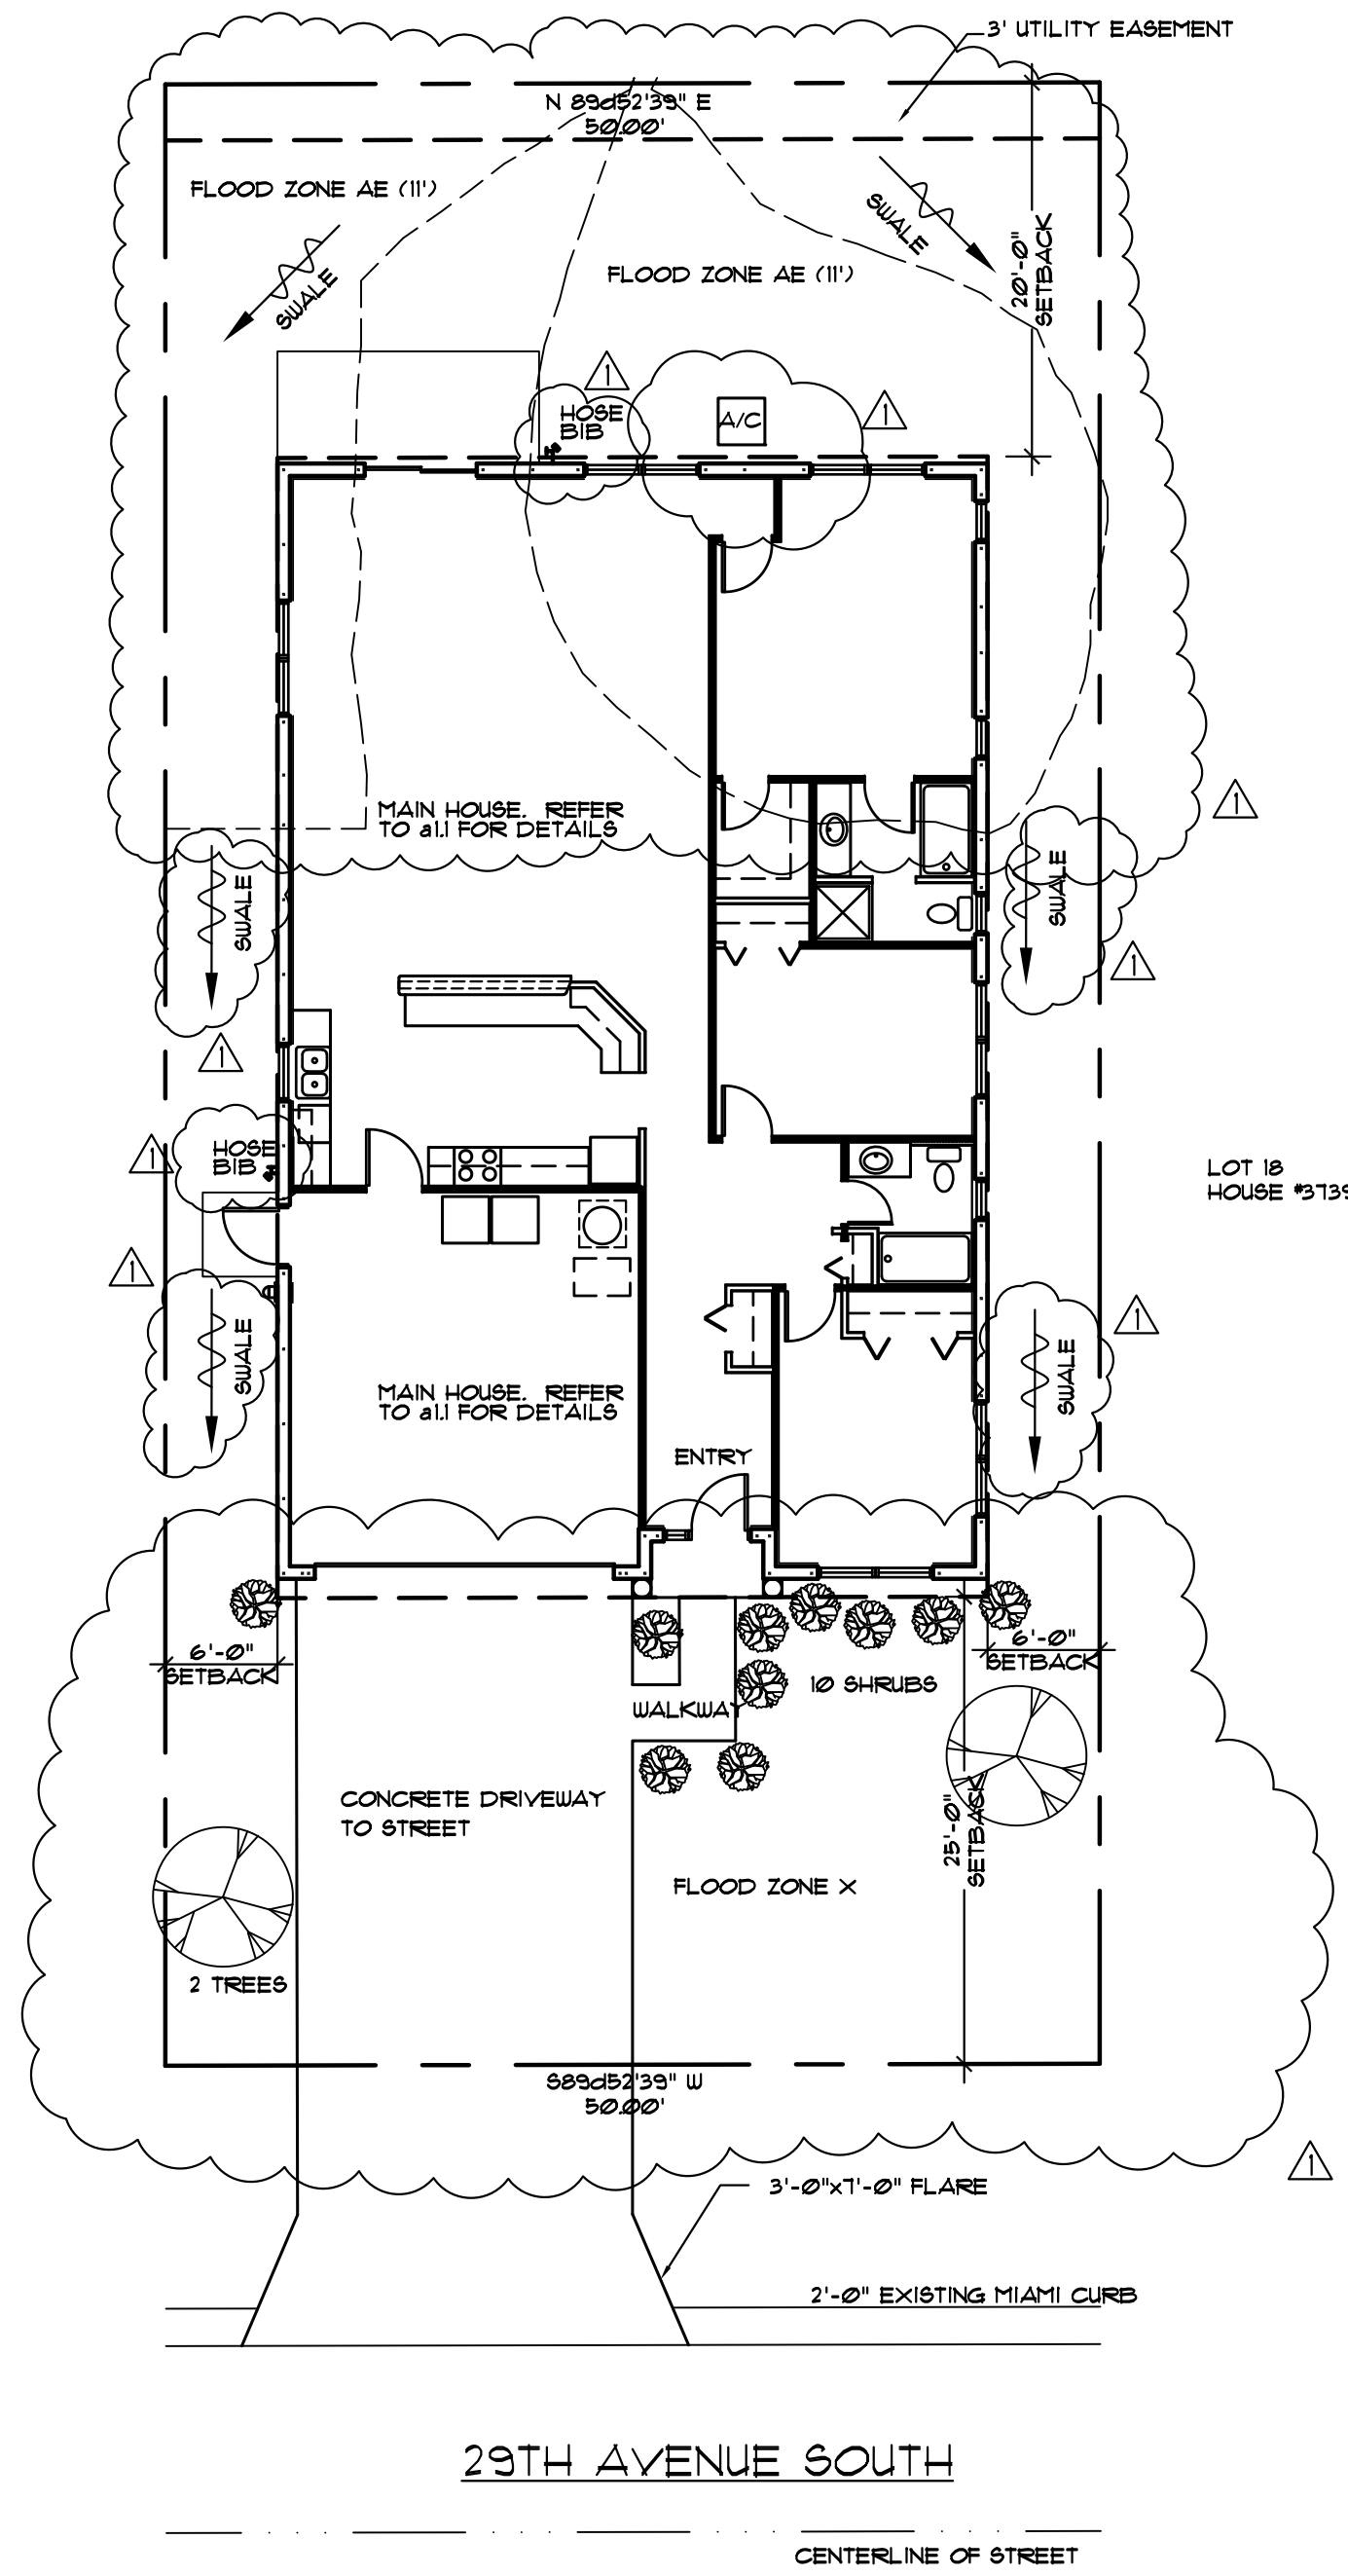 3' UTILITY EASEMENT
N 89d52'39" E
50.00'
FLOOD ZONE AE (11')
SWALE
SWALE
20'-0"
SETBACK
FLOOD ZONE AE (11')
1
HOSE
BIB
A/C
1
MAIN HOUSE. REFER
TO a1.1 FOR DETAILS
1
SWALE
SWALE
1
1
1
HOSE
BIB
LOT 18
HOUSE #3739
1
1
SWALE
SWALE
MAIN HOUSE. REFER
TO a1.1 FOR DETAILS
ENTRY
6'-0"
SETBACK
6'-0"
SETBACK
10 SHRUBS
WALKWAY
CONCRETE DRIVEWAY
TO STREET
25'-0"
SETBACK
FLOOD ZONE X
2 TREES
S89d52'39" W
50.00'
1
3'-0"x7'-0" FLARE
2'-0" EXISTING MIAMI CURB
29TH AVENUE SOUTH
CENTERLINE OF STREET